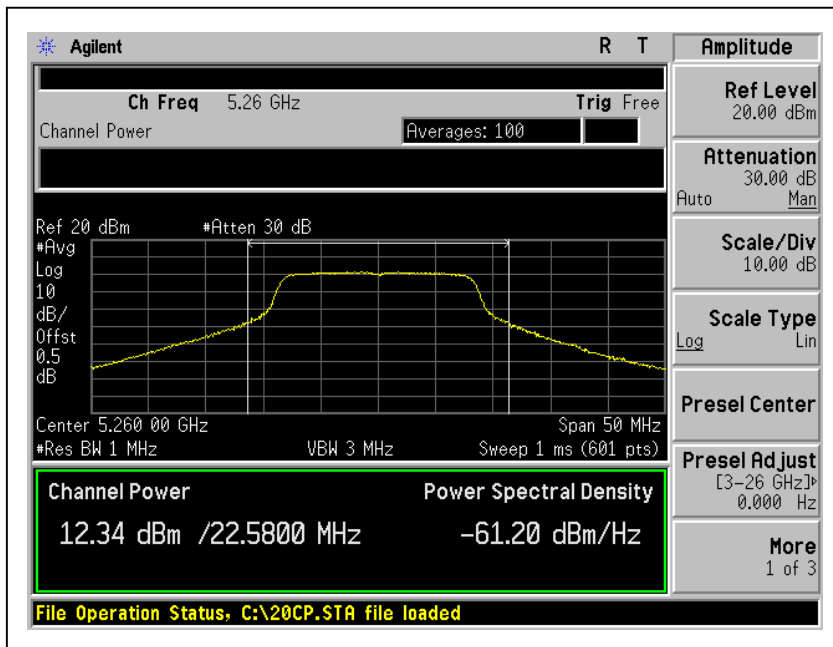 Agilent R T
Ch Freq 5.26 GHz Trig Free
Channel Power Averages: 100
Ref 20 dBm #Atten 30 dB
#Avg
Log
10
dB/
Offst
0.5
dB
Center 5.260 00 GHz Span 50 MHz
#Res BW 1 MHz VBW 3 MHz Sweep 1 ms (601 pts)
Channel Power Power Spectral Density
12.34 dBm /22.5800 MHz -61.20 dBm/Hz
File Operation Status, C:\20CP.STA file loaded
Amplitude
Ref Level
20.00 dBm
Attenuation
30.00 dB
Auto Man
Scale/Div
10.00 dB
Scale Type
Log Lin
Presel Center
Presel Adjust
[3-26 GHz]
0.000 Hz
More
1 of 3